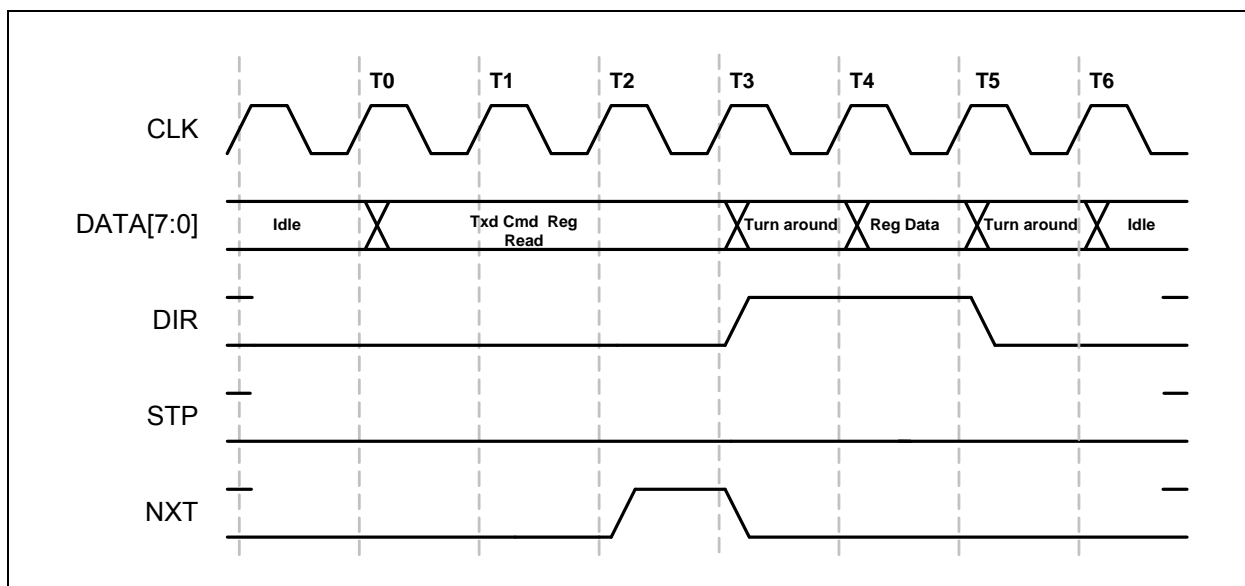 T0 T1 T2 T3 T4 T5 T6
CLK
DATA[7:0]
Idle
Txd Cmd Reg
Read
Turn around
Reg Data
Turn around
Idle
DIR
STP
NXT